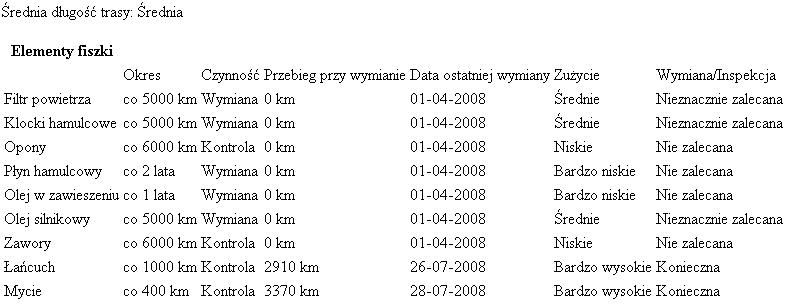 Średnia długość trasy: Średnia
Elementy fiszki
Okres Czynność Przebieg przy wymianie Data ostatniej wymiany Zużycie Wymiana/Inspekcja
Filtr powietrza co 5000 km Wymiana 0 km 01-04-2008 Średnie Nieznacznie zalecana
Klocki hamulcowe co 5000 km Wymiana 0 km 01-04-2008 Średnie Nieznacznie zalecana
Opony co 6000 km Kontrola 0 km 01-04-2008 Niskie Nie zalecana
Płyn hamulcowy co 2 lata Wymiana 0 km 01-04-2008 Bardzo niskie Nie zalecana
Olej w zawieszeniu co 1 lata Wymiana 0 km 01-04-2008 Bardzo niskie Nie zalecana
Olej silnikowy co 5000 km Wymiana 0 km 01-04-2008 Średnie Nieznacznie zalecana
Zawory co 6000 km Kontrola 0 km 01-04-2008 Niskie Nie zalecana
Łańcuch co 1000 km Kontrola 2910 km 26-07-2008 Bardzo wysokie Konieczna
Mycie co 400 km Kontrola 3370 km 28-07-2008 Bardzo wysokie Konieczna